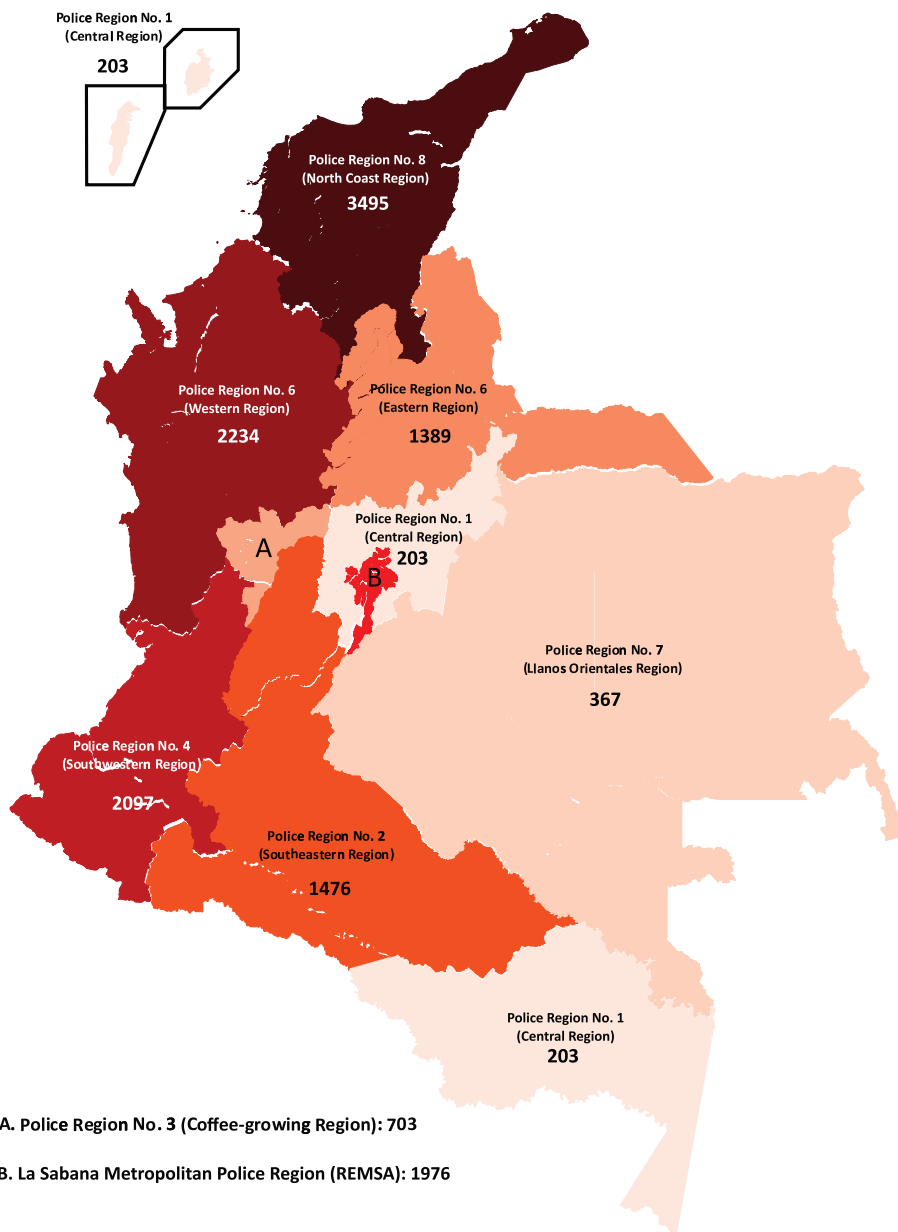 Police Region No. 1
(Central Region)
203
Police Region No. 8
(North Coast Region)
3495
Police Region No. 6
(Western Region)
2234
Police Region No. 6
(Eastern Region)
1389
Police Region No. 1
(Central Region)
203
A
B
Police Region No. 7
(Llanos Orientales Region)
367
Police Region No. 4
(Southwestern Region)
2097
Police Region No. 2
(Southeastern Region)
1476
Police Region No. 1
(Central Region)
203
A. Police Region No. 3 (Coffee-growing Region): 703
B. La Sabana Metropolitan Police Region (REMSA): 1976